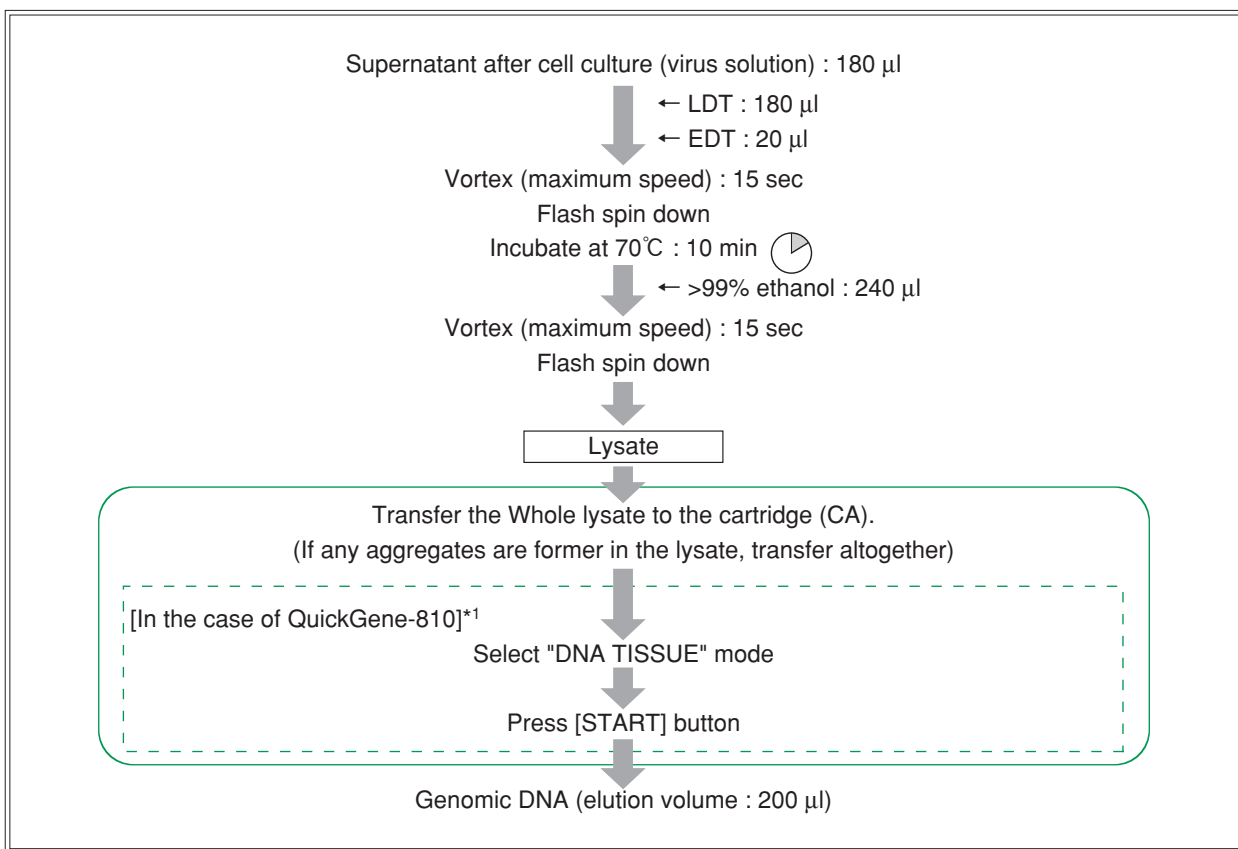 Supernatant after cell culture (virus solution) : 180 μl
← LDT : 180 μl
← EDT : 20 μl
Vortex (maximum speed) : 15 sec
Flash spin down
Incubate at 70℃ : 10 min
← >99% ethanol : 240 μl
Vortex (maximum speed) : 15 sec
Flash spin down
Lysate
Transfer the Whole lysate to the cartridge (CA).
(If any aggregates are former in the lysate, transfer altogether)
[In the case of QuickGene-810]*1
Select "DNA TISSUE" mode
Press [START] button
Genomic DNA (elution volume : 200 μl)